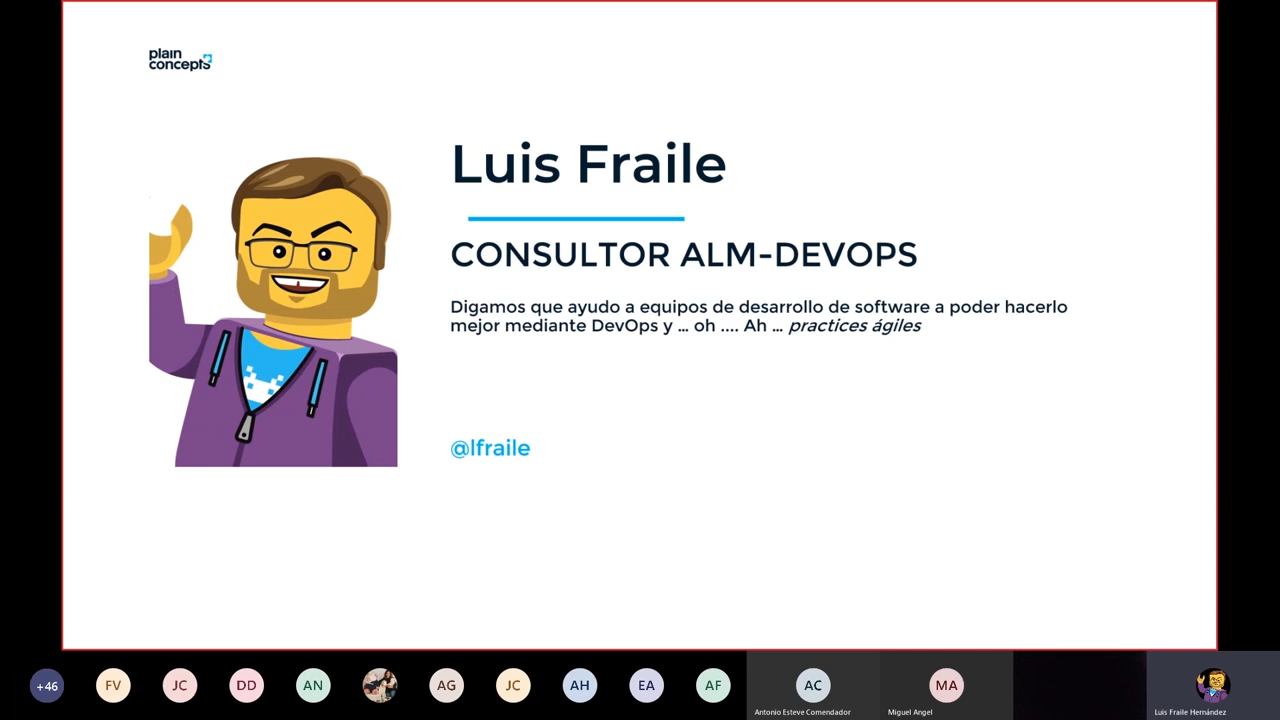 plain
concepts
Luis Fraile
CONSULTOR ALM-DEVOPS
Digamos que ayudo a equipos de desarrollo de software a poder hacerlo
mejor mediante DevOps y ... oh .... Ah ... practices ágiles
@lfraile
+46
FV
JC
DD
AN
AG
JC
AH
EA
AF
AC
Antonio Esteve Comendador
MA
Miguel Angel
Luis Fraile Hernández